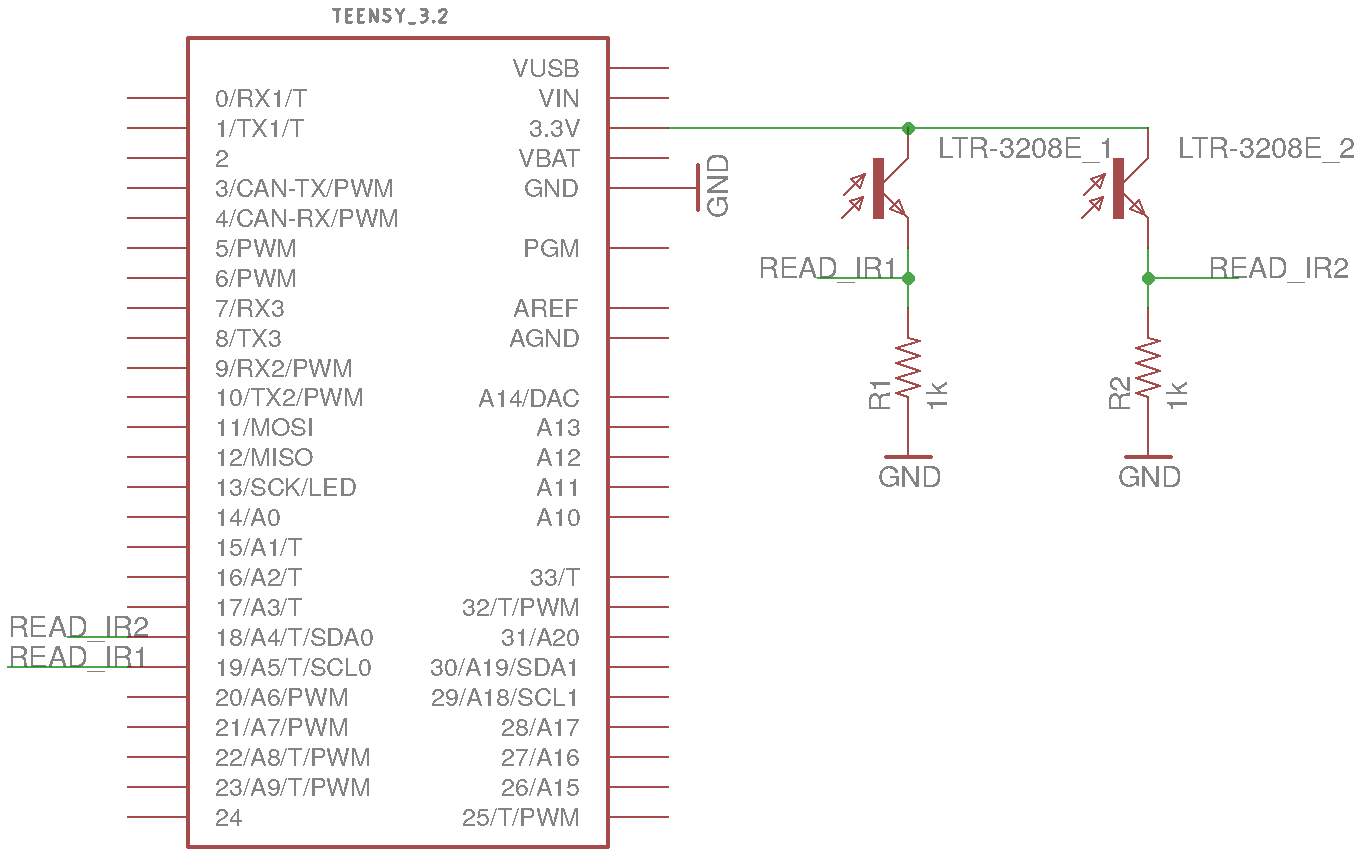 TEENSY_3.2
VUSB
0/RX1/T
VIN
1/TX1/T
3.3V
2
VBAT
3/CAN-TX/PWM
GND
4/CAN-RX/PWM
5/PWM
PGM
6/PWM
7/RX3
AREF
8/TX3
AGND
9/RX2/PWM
10/TX2/PWM
A14/DAC
11/MOSI
A13
12/MISO
A12
13/SCK/LED
A11
14/A0
A10
15/A1/T
16/A2/T
33/T
17/A3/T
32/T/PWM
READ_IR2
18/A4/T/SDA0
31/A20
READ_IR1
19/A5/T/SCL0
30/A19/SDA1
20/A6/PWM
29/A18/SCL1
21/A7/PWM
28/A17
22/A8/T/PWM
27/A16
23/A9/T/PWM
26/A15
24
25/T/PWM
GND
LTR-3208E_1
LTR-3208E_2
READ_IR1
READ_IR2
R1
1k
R2
1k
GND
GND